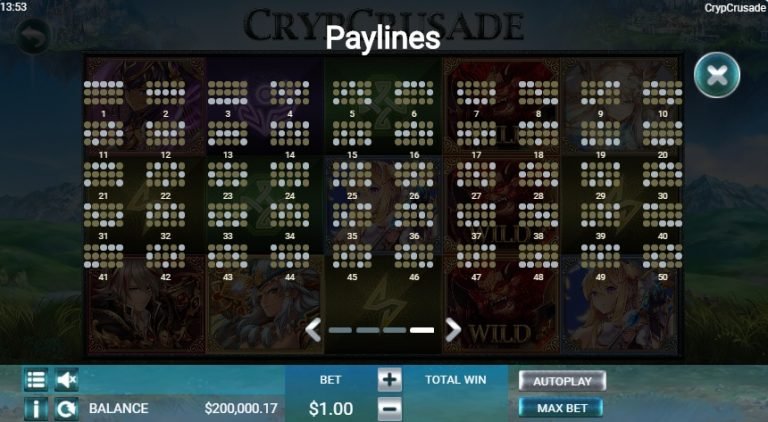 13:53
CrypCrusade
CRYPCRUSADE
Paylines
1 2 3 4 5 6 7 8 9 10
11 12 13 14 15 16 17 18 19 20
21 22 23 24 25 26 27 28 29 30
31 32 33 34 35 36 37 38 39 40
41 42 43 44 45 46 47 48 49 50
WILD
WILD
WILD
BET
TOTAL WIN
AUTOPLAY
BALANCE
$200,000.17
$1.00
MAX BET